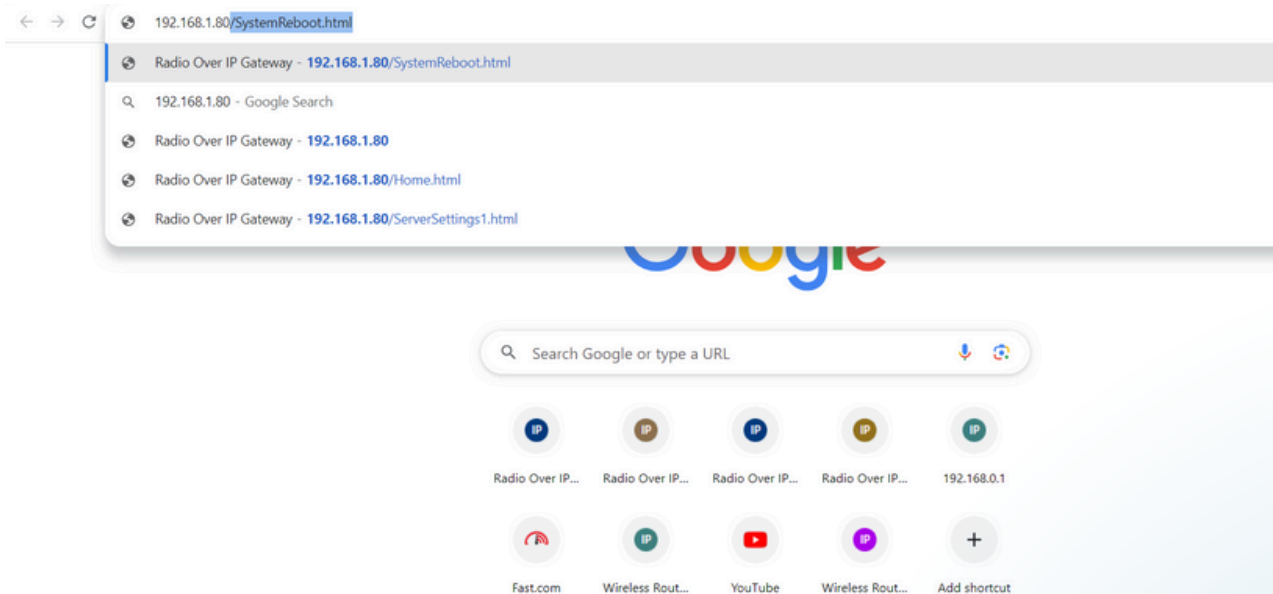 192.168.1.80/SystemReboot.html
Radio Over IP Gateway - 192.168.1.80/SystemReboot.html
192.168.1.80 - Google Search
Radio Over IP Gateway - 192.168.1.80
Radio Over IP Gateway - 192.168.1.80/Home.html
Radio Over IP Gateway - 192.168.1.80/ServerSettings1.html
Google
Search Google or type a URL
IP IP IP IP IP
Radio Over IP... Radio Over IP... Radio Over IP... Radio Over IP... 192.168.0.1
IP IP
Fast.com Wireless Rout... YouTube Wireless Rout... Add shortcut